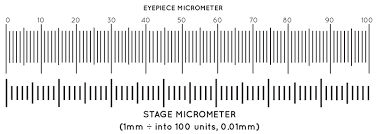 EYEPIECE MICROMETER
0 10 20 30 40 50 60 70 80 90 100
STAGE MICROMETER
(1mm ÷ into 100 units, 0.01mm)